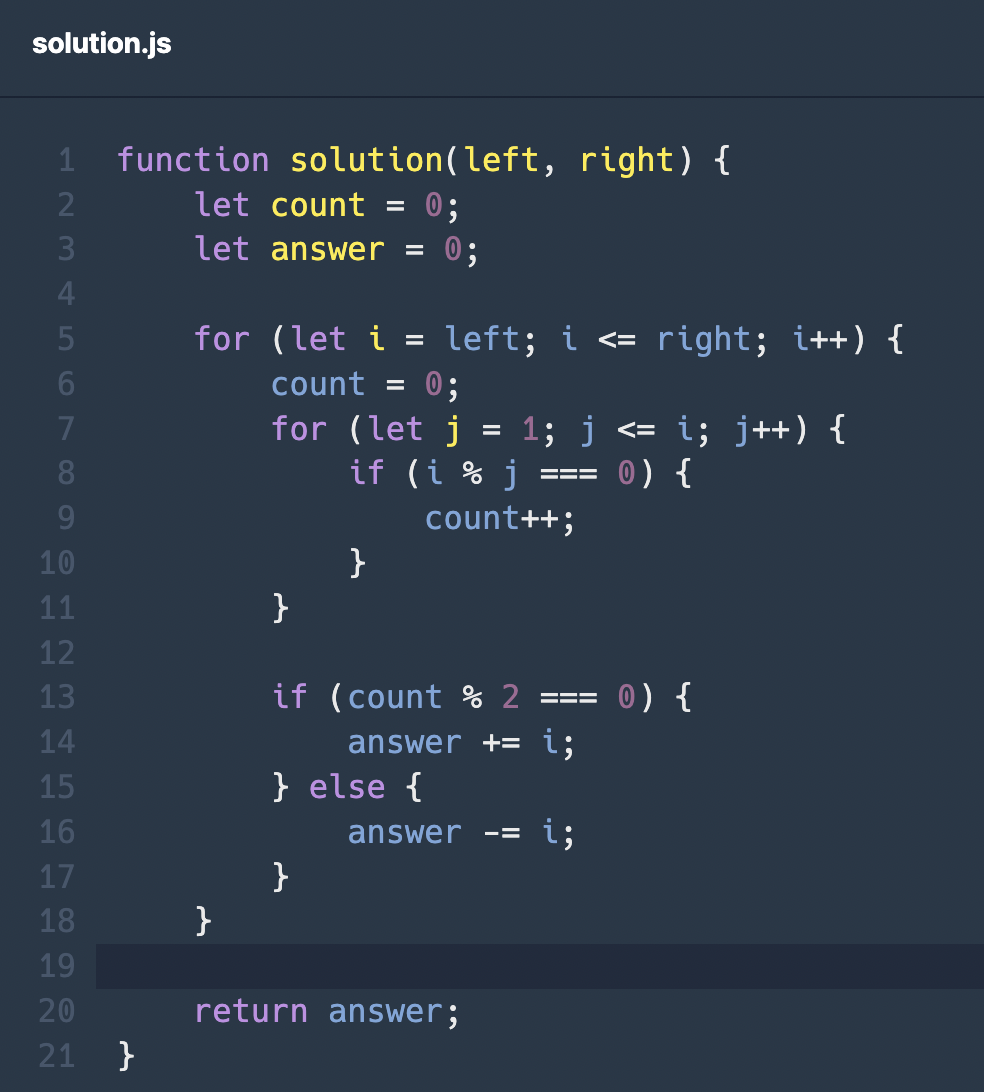 solution.js
1 function solution(left, right) {
2     let count = 0;
3     let answer = 0;
4
5     for (let i = left; i <= right; i++) {
6         count = 0;
7         for (let j = 1; j <= i; j++) {
8             if (i % j === 0) {
9                 count++;
10             }
11         }
12
13         if (count % 2 === 0) {
14             answer += i;
15         } else {
16             answer -= i;
17         }
18     }
19
20     return answer;
21 }